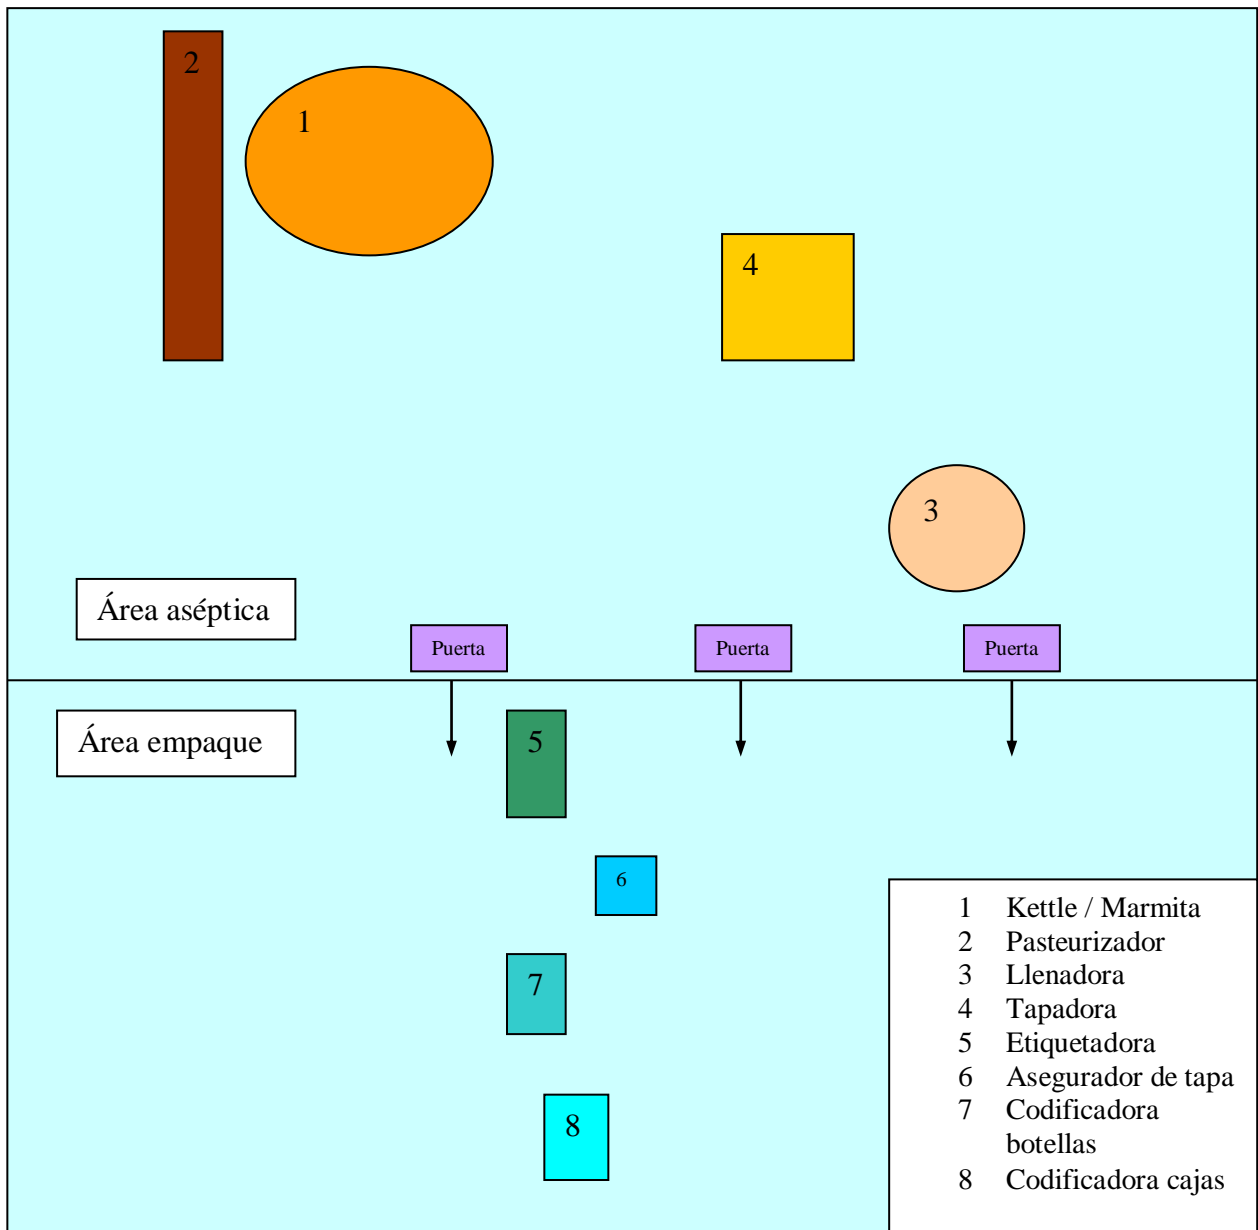 2
1
4
3
Área aséptica
Puerta Puerta Puerta
Área empaque
5
6
7
8
1 Kettle / Marmita
2 Pasteurizador
3 Llenadora
4 Tapadora
5 Etiquetadora
6 Asegurador de tapa
7 Codificadora
botellas
8 Codificadora cajas